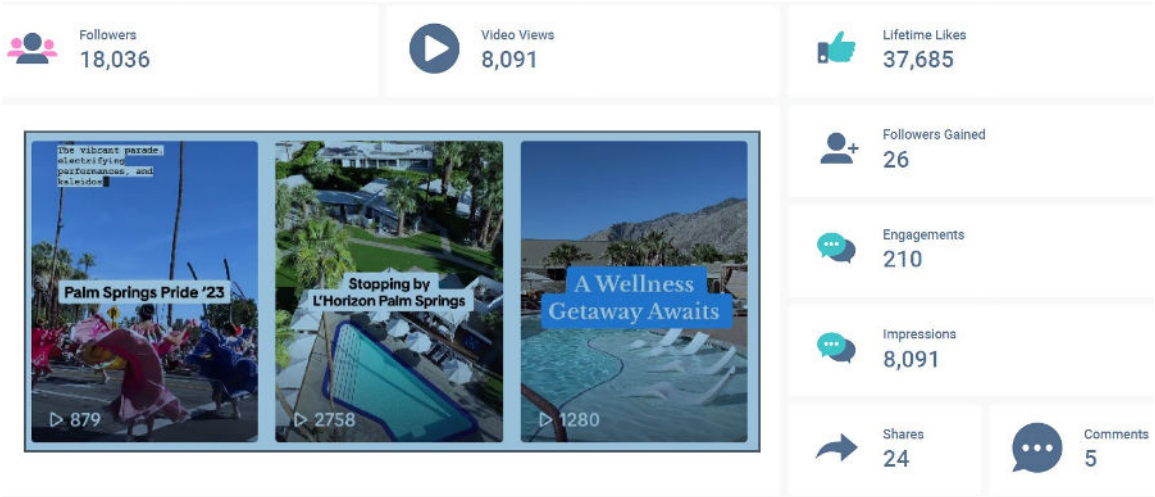 Followers
18,036
Video Views
8,091
Lifetime Likes
37,685
The vibrant parade,
electrifying
performances, and
kaleidos
Palm Springs Pride '23
879
Stopping by
L'Horizon Palm Springs
2758
A Wellness
Getaway Awaits
1280
Followers Gained
26
Engagements
210
Impressions
8,091
Shares
24
Comments
5